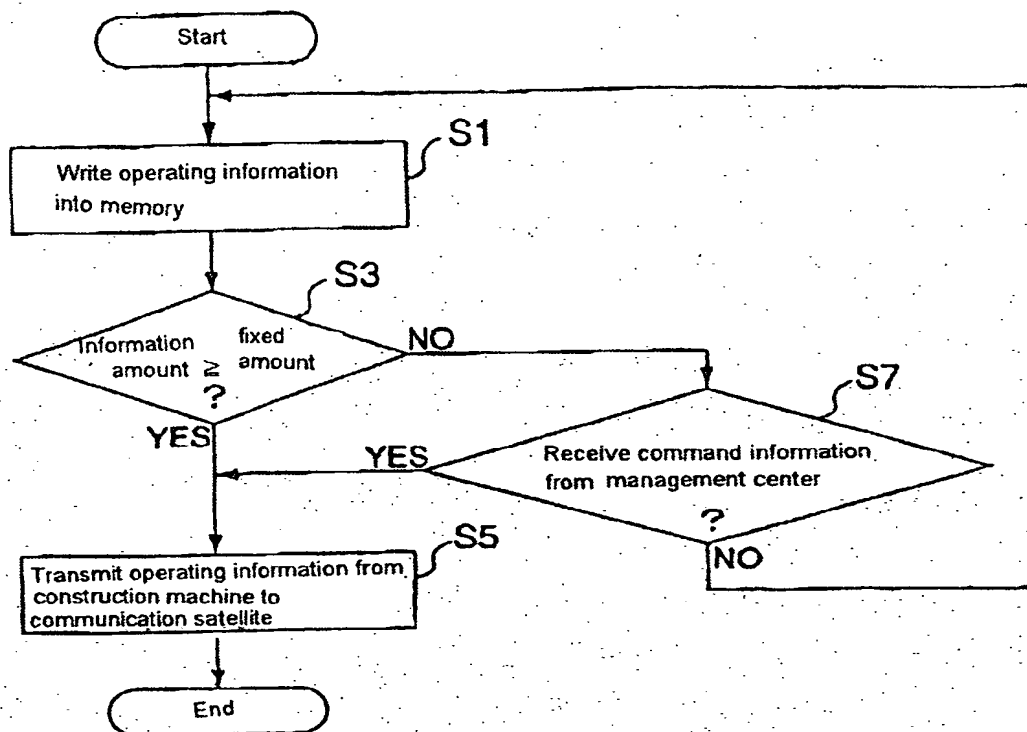 Start
S1
Write operating information
into memory
S3
Information fixed
amount ≧ amount
?
NO
YES
S7
Receive command information
from management center
?
YES
NO
S5
Transmit operating information from
construction machine to
communication satellite
End